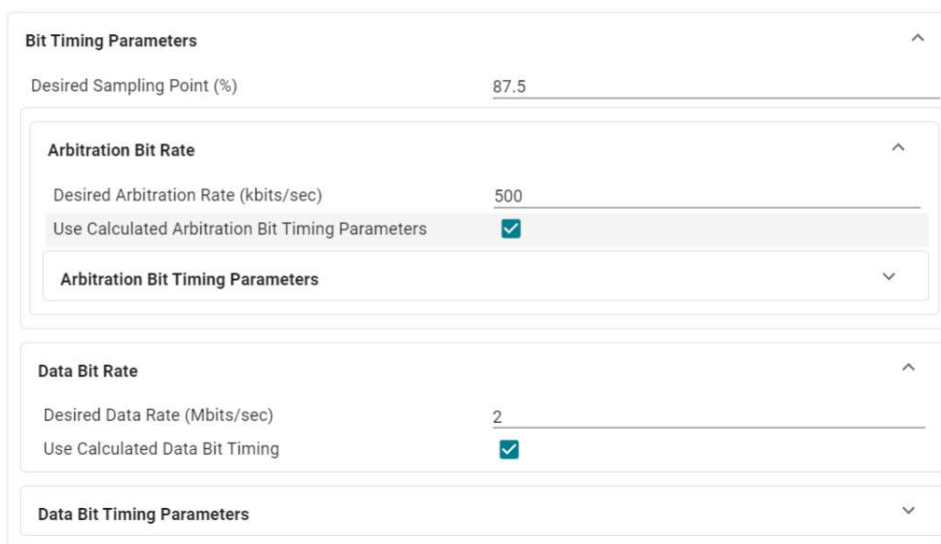 Bit Timing Parameters
Desired Sampling Point (%) 87.5
Arbitration Bit Rate
Desired Arbitration Rate (kbits/sec) 500
Use Calculated Arbitration Bit Timing Parameters
Arbitration Bit Timing Parameters
Data Bit Rate
Desired Data Rate (Mbits/sec) 2
Use Calculated Data Bit Timing
Data Bit Timing Parameters